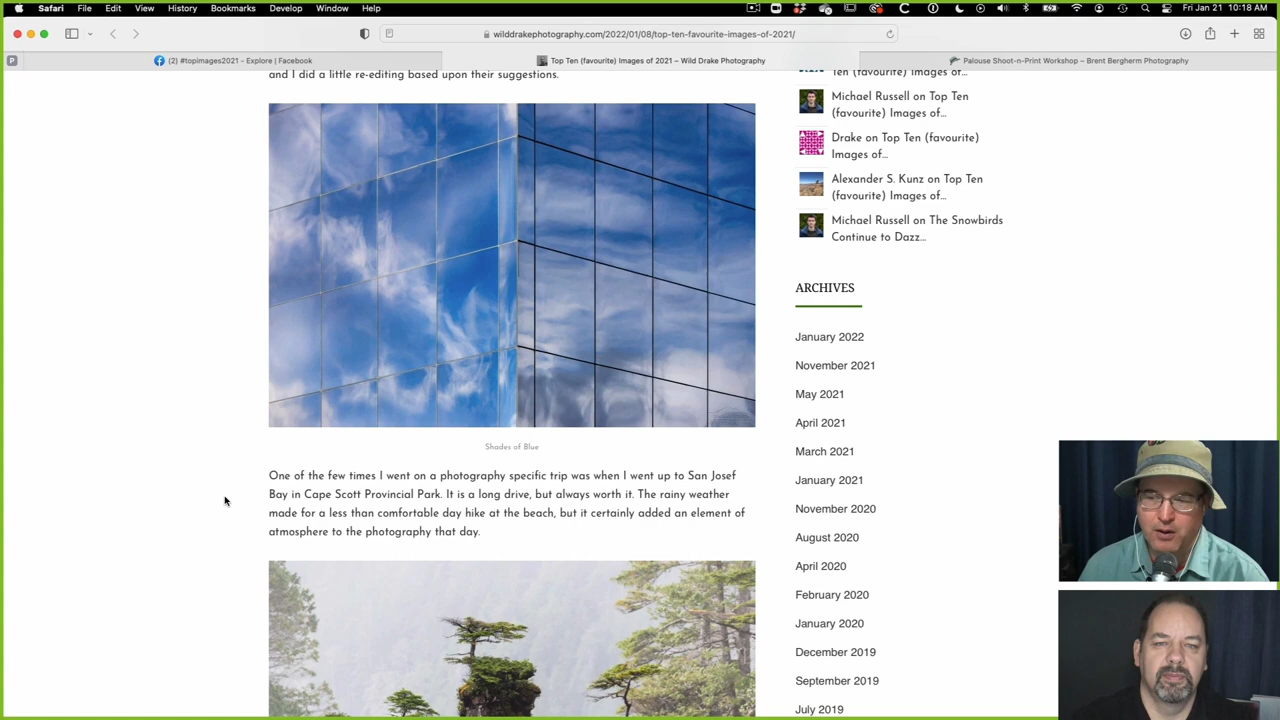 Safari File Edit View History Bookmarks Develop Window Help
Fri Jan 21 10:18 AM
wilddrakephotography.com/2022/01/08/top-ten-favourite-images-of-2021/
(2) #topimages2021 - Explore | Facebook
Top Ten (favourite) Images of 2021 – Wild Drake Photography
Palouse Shoot-n-Print Workshop – Brent Bergherm Photography
and I did a little re-editing based upon their suggestions.
Shades of Blue
One of the few times I went on a photography specific trip was when I went up to San Josef
Bay in Cape Scott Provincial Park. It is a long drive, but always worth it. The rainy weather
made for a less than comfortable day hike at the beach, but it certainly added an element of
atmosphere to the photography that day.
Ten (favourite) Images of…
Michael Russell on Top Ten
(favourite) Images of…
Drake on Top Ten (favourite)
Images of…
Alexander S. Kunz on Top Ten
(favourite) Images of…
Michael Russell on The Snowbirds
Continue to Dazz…
ARCHIVES
January 2022
November 2021
May 2021
April 2021
March 2021
January 2021
November 2020
August 2020
April 2020
February 2020
January 2020
December 2019
September 2019
July 2019